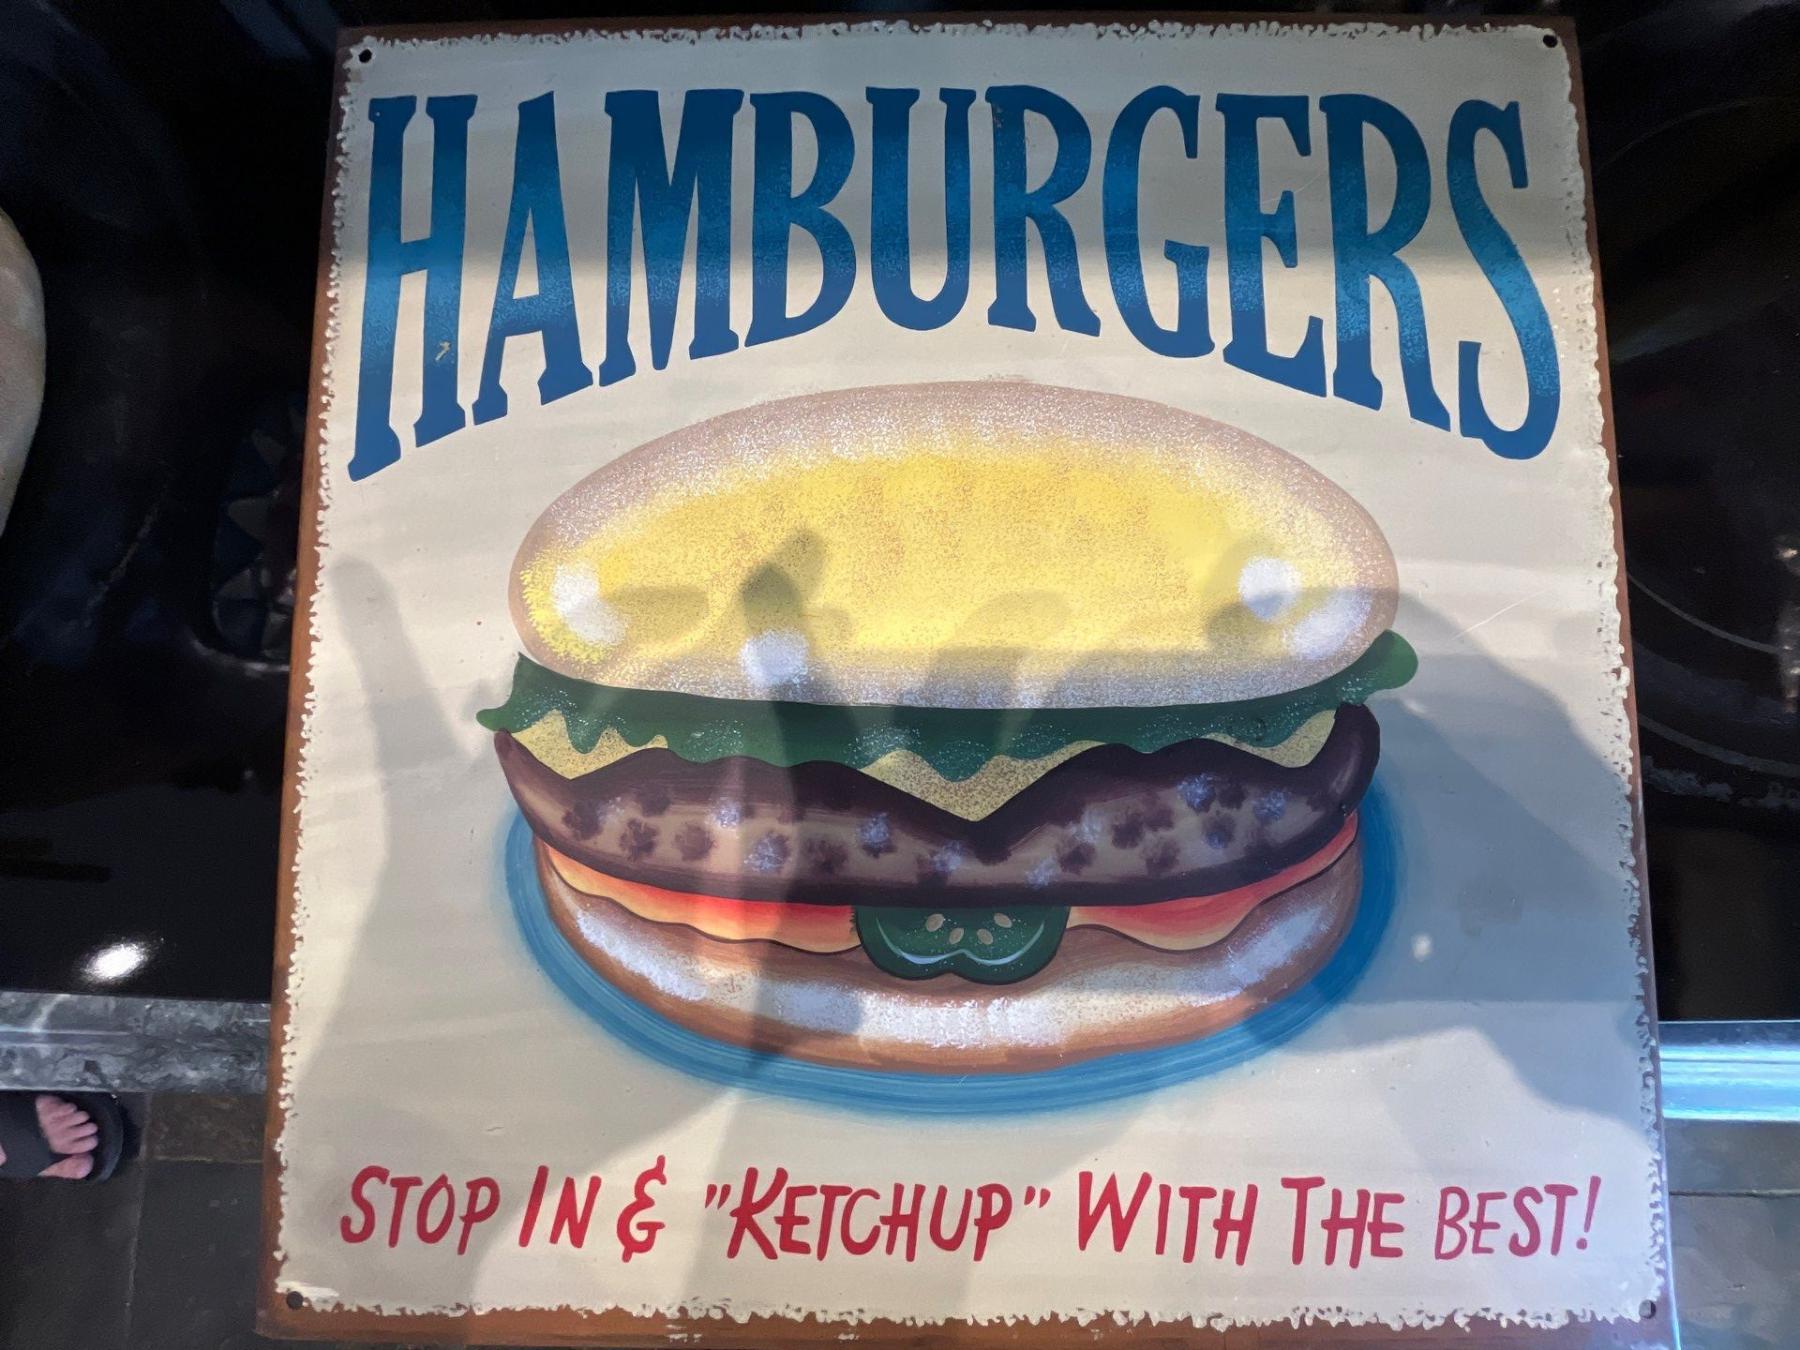 HAMBURGERS
STOP IN & "KETCHUP" WITH THE BEST!